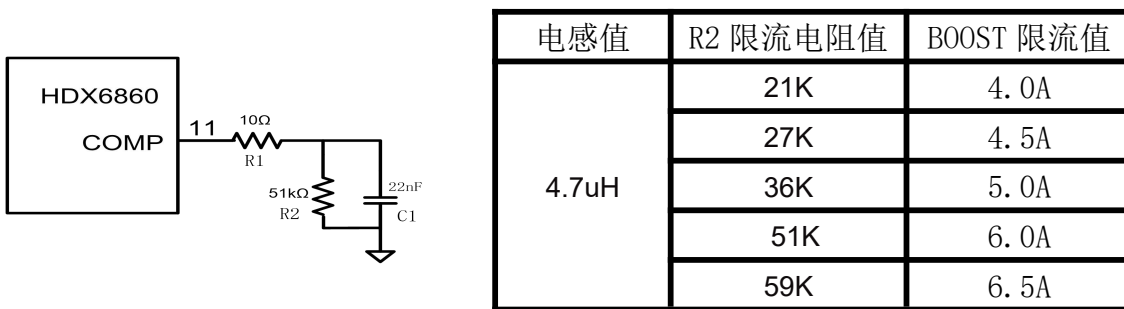 HDX6860
COMP
11
10Ω
R1
51kΩ
R2
22nF
C1
电感值 R2 限流电阻值 BOOST 限流值
21K 4.0A
27K 4.5A
4.7uH 36K 5.0A
51K 6.0A
59K 6.5A